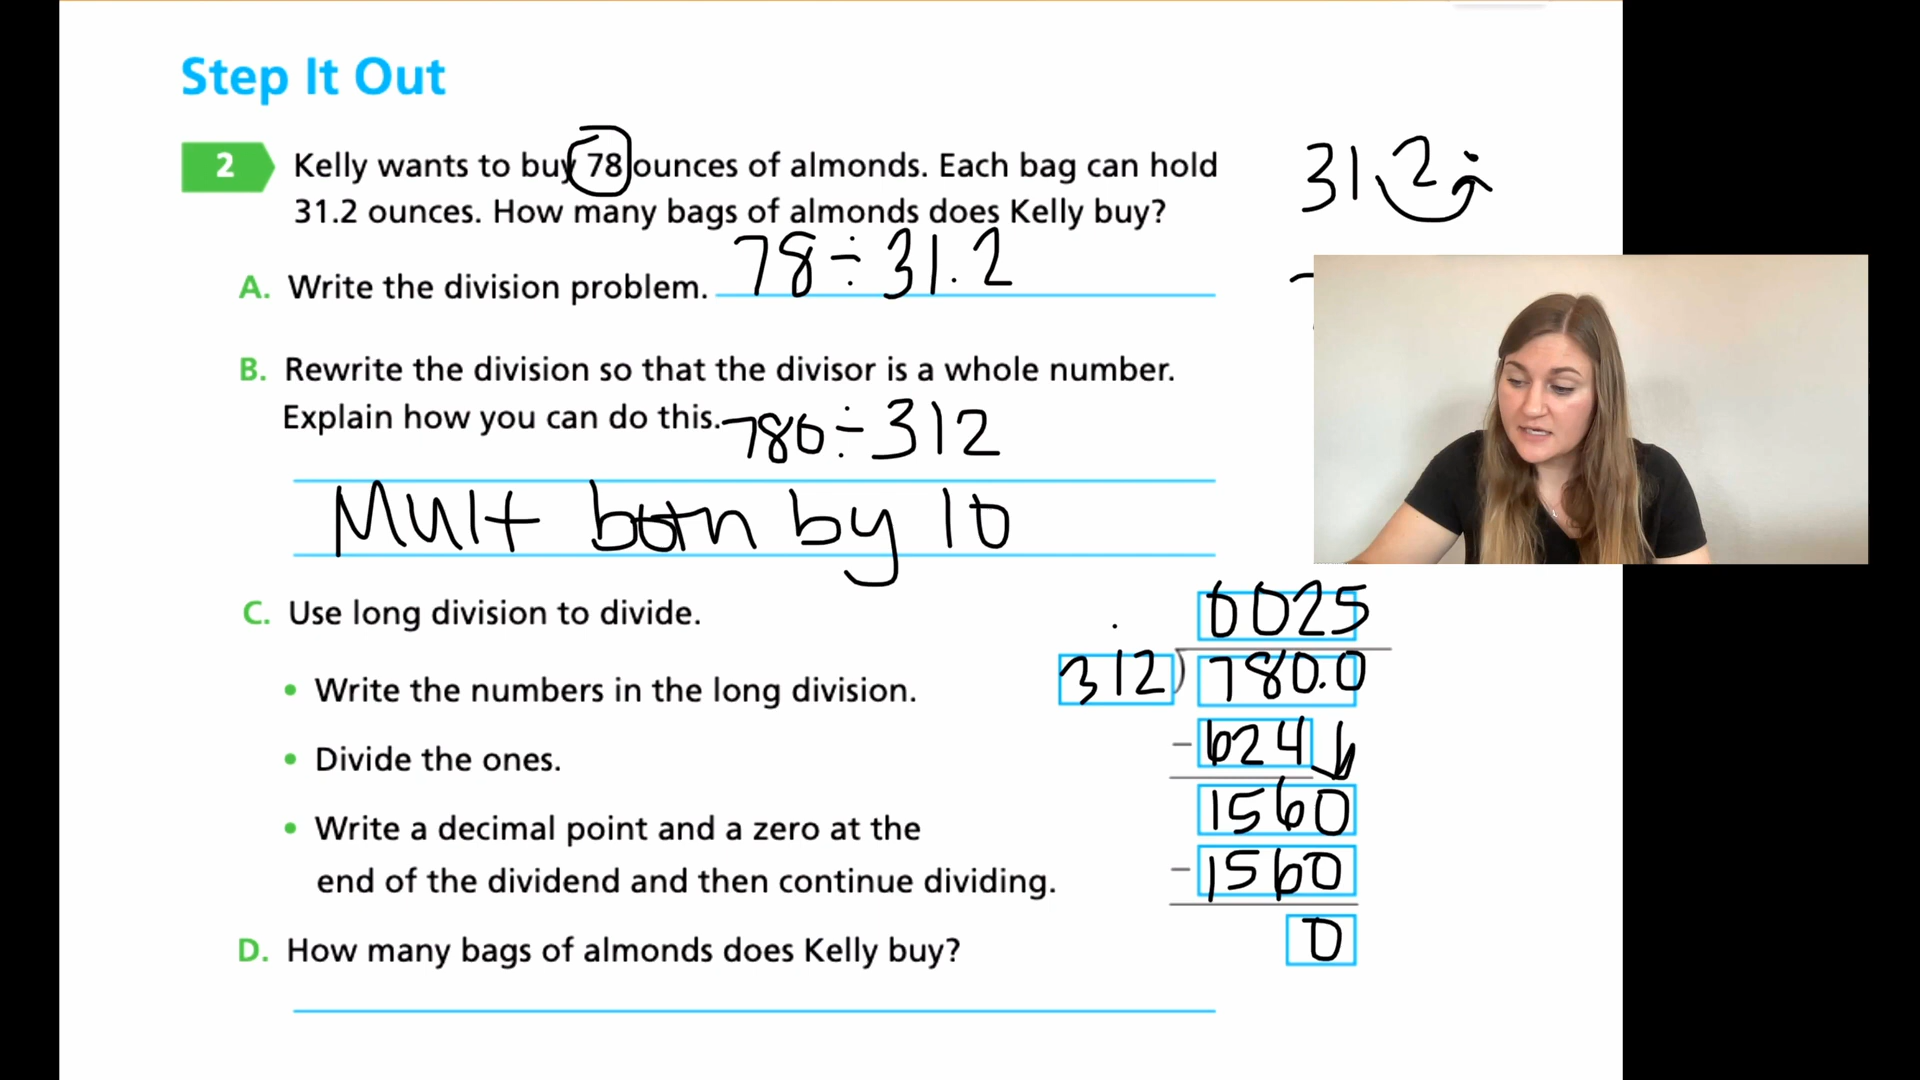 Step It Out
2 Kelly wants to buy 78 ounces of almonds. Each bag can hold
31.2 ounces. How many bags of almonds does Kelly buy?
31.2.
A. Write the division problem. 78 ÷ 31.2
B. Rewrite the division so that the divisor is a whole number.
Explain how you can do this. 780 ÷ 312
Mult both by 10
C. Use long division to divide.
0025
• Write the numbers in the long division. 312)780.0
• Divide the ones. -624
• Write a decimal point and a zero at the 1560
end of the dividend and then continue dividing. -1560
D. How many bags of almonds does Kelly buy? 0